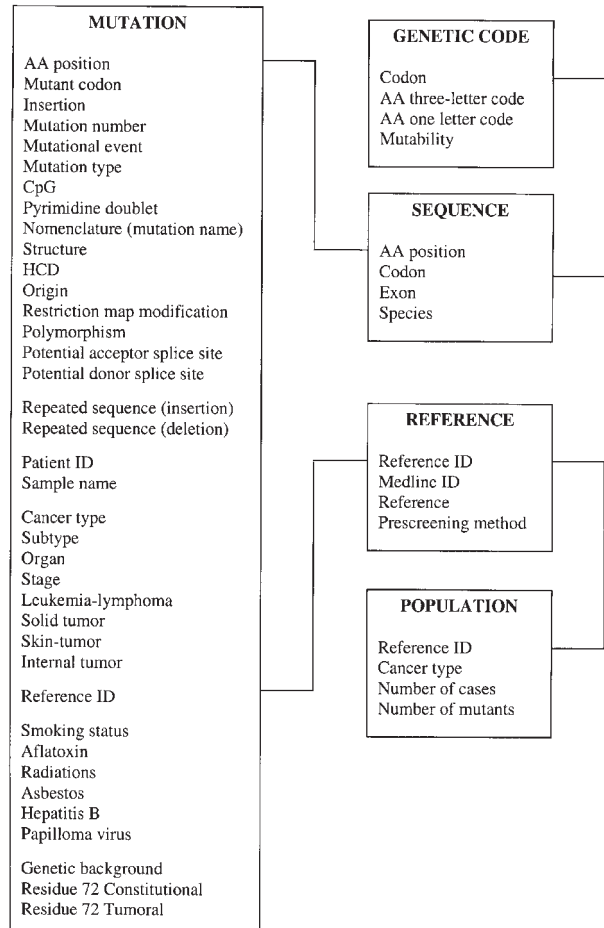 MUTATION
AA position
Mutant codon
Insertion
Mutation number
Mutational event
Mutation type
CpG
Pyrimidine doublet
Nomenclature (mutation name)
Structure
HCD
Origin
Restriction map modification
Polymorphism
Potential acceptor splice site
Potential donor splice site
Repeated sequence (insertion)
Repeated sequence (deletion)
Patient ID
Sample name
Cancer type
Subtype
Organ
Stage
Leukemia-lymphoma
Solid tumor
Skin-tumor
Internal tumor
Reference ID
Smoking status
Aflatoxin
Radiations
Asbestos
Hepatitis B
Papilloma virus
Genetic background
Residue 72 Constitutional
Residue 72 Tumoral
GENETIC CODE
Codon
AA three-letter code
AA one letter code
Mutability
SEQUENCE
AA position
Codon
Exon
Species
REFERENCE
Reference ID
Medline ID
Reference
Prescreening method
POPULATION
Reference ID
Cancer type
Number of cases
Number of mutants